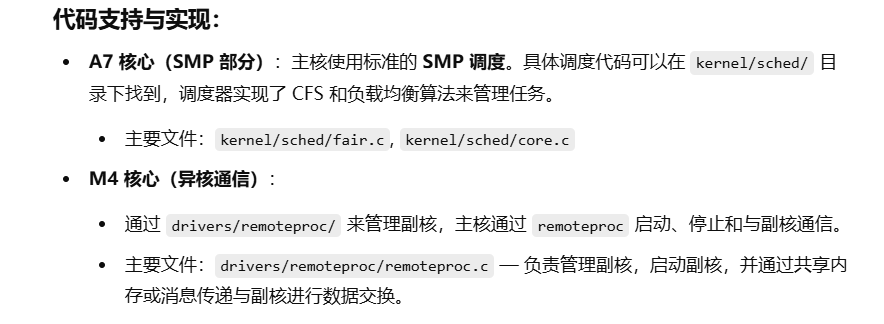 代码支持与实现：
• A7 核心（SMP 部分）：主核使用标准的 SMP 调度。具体调度代码可以在 kernel/sched/ 目
录下找到，调度器实现了 CFS 和负载均衡算法来管理任务。
• 主要文件：kernel/sched/fair.c, kernel/sched/core.c
• M4 核心（异核通信）：
• 通过 drivers/remoteproc/ 来管理副核，主核通过 remoteproc 启动、停止和与副核通信。
• 主要文件：drivers/remoteproc/remoteproc.c — 负责管理副核，启动副核，并通过共享内
存或消息传递与副核进行数据交换。